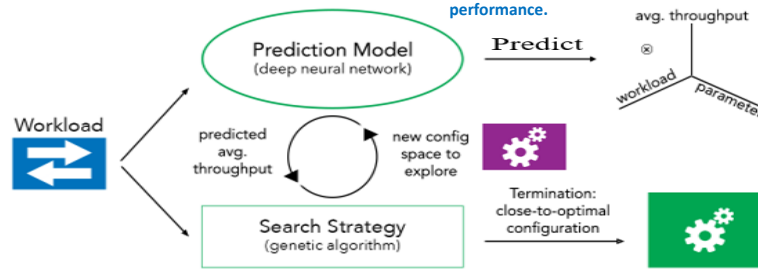 performance.
avg. throughput
Prediction Model
(deep neural network)
Predict
workload
parameter
Workload
predicted
avg.
throughput
new config
space to
explore
Termination:
close-to-optimal
configuration
Search Strategy
(genetic algorithm)